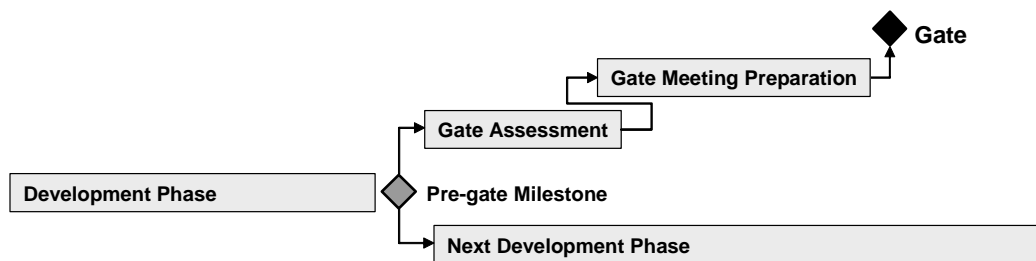 Gate
Gate Meeting Preparation
Gate Assessment
Development Phase
Pre-gate Milestone
Next Development Phase